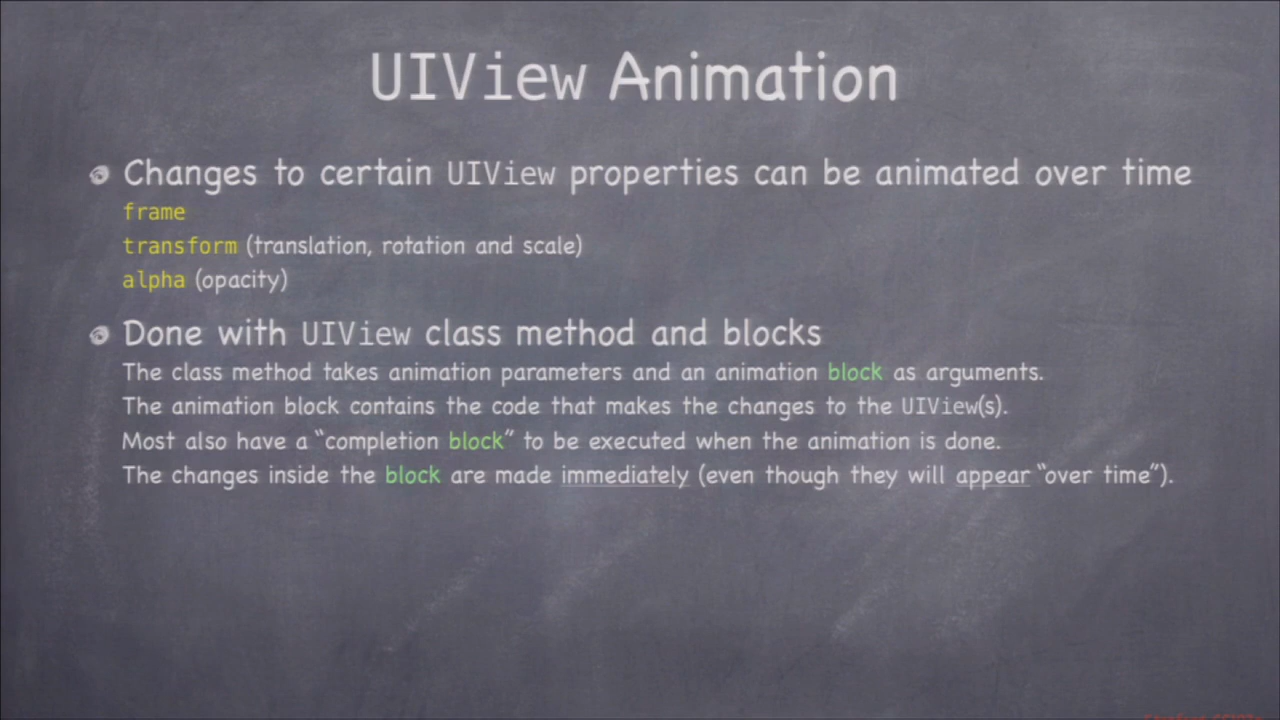 UIView Animation
Changes to certain UIView properties can be animated over time
frame
transform (translation, rotation and scale)
alpha (opacity)
Done with UIView class method and blocks
The class method takes animation parameters and an animation block as arguments.
The animation block contains the code that makes the changes to the UIView(s).
Most also have a “completion block” to be executed when the animation is done.
The changes inside the block are made immediately (even though they will appear “over time”).